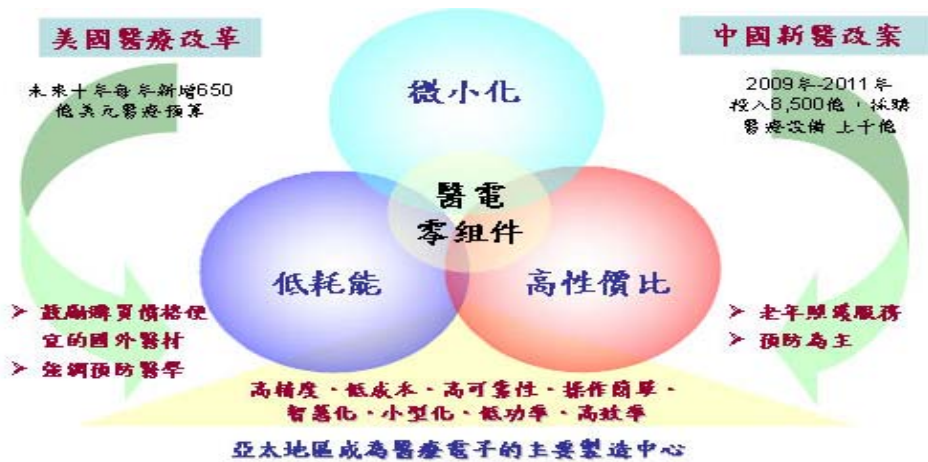 美國醫療改革
未來十年每年新增650
億美元醫療預算
鼓勵購買價格便
宜的國外醫材
強調預防醫學
微小化
醫電
零組件
低耗能
高性價比
中國新醫改案
2009年-2011年
投入8,500億，採購
醫療設備 上千億
老年照護服務
預防為主
高精度、低成本、高可靠性、操作簡單、
智慧化、小型化、低功率、高效率
亞太地區成為醫療電子的主要製造中心